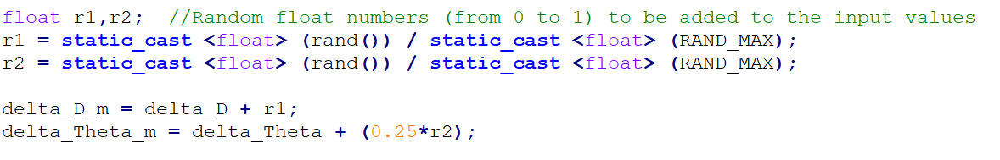 float r1,r2;  //Random float numbers (from 0 to 1) to be added to the input values
r1 = static_cast <float> (rand()) / static_cast <float> (RAND_MAX);
r2 = static_cast <float> (rand()) / static_cast <float> (RAND_MAX);

delta_D_m = delta_D + r1;
delta_Theta_m = delta_Theta + (0.25*r2);